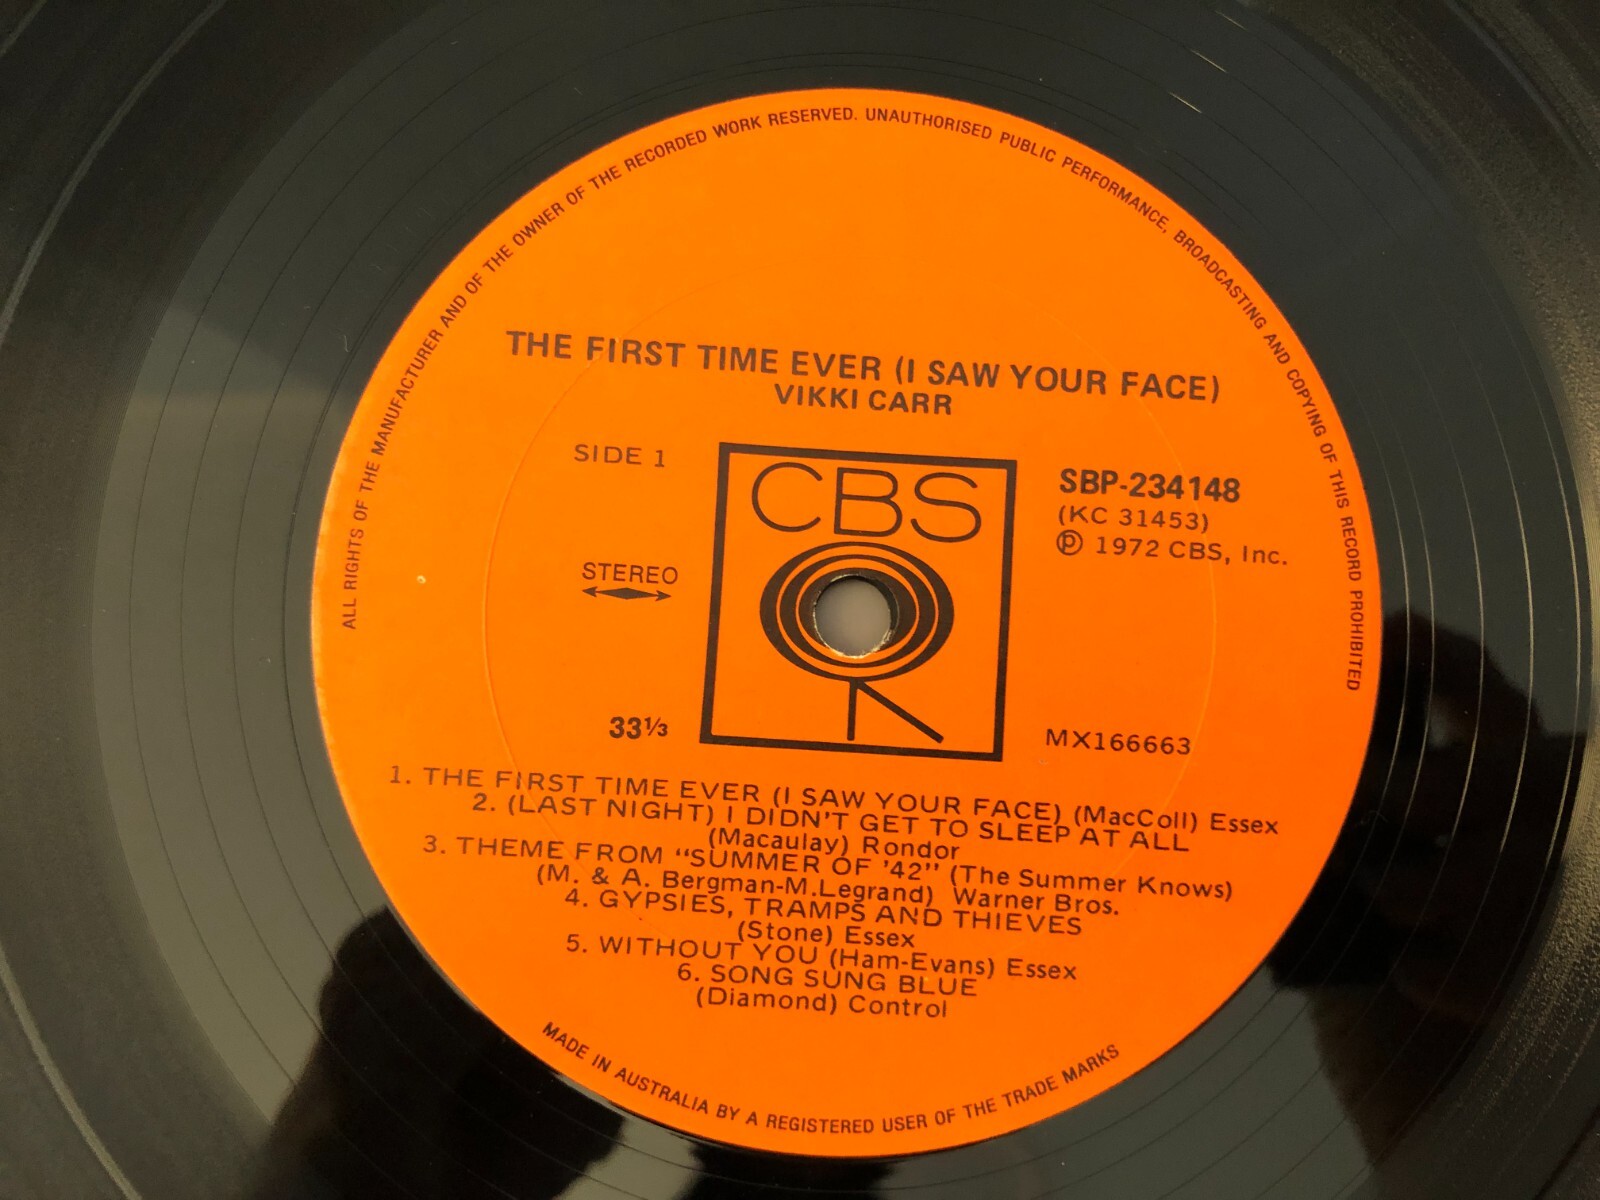 ALL RIGHTS OF THE MANUFACTURER AND OF THE OWNER OF THE RECORDED WORK RESERVED. UNAUTHORISED PUBLIC PERFORMANCE, BROADCASTING AND COPYING OF THIS RECORD PROHIBITED
THE FIRST TIME EVER (I SAW YOUR FACE)
VIKKI CARR
SIDE 1
CBS
SBP-234148
(KC 31453)
℗ 1972 CBS, Inc.
STEREO
33⅓
MX166663
1. THE FIRST TIME EVER (I SAW YOUR FACE) (MacColl) Essex
2. (LAST NIGHT) I DIDN'T GET TO SLEEP AT ALL
(Macaulay) Rondor
3. THEME FROM "SUMMER OF '42" (The Summer Knows)
(M. & A. Bergman-M.Legrand) Warner Bros.
4. GYPSIES, TRAMPS AND THIEVES
(Stone) Essex
5. WITHOUT YOU (Ham-Evans) Essex
6. SONG SUNG BLUE
(Diamond) Control
MADE IN AUSTRALIA BY A REGISTERED USER OF THE TRADE MARKS